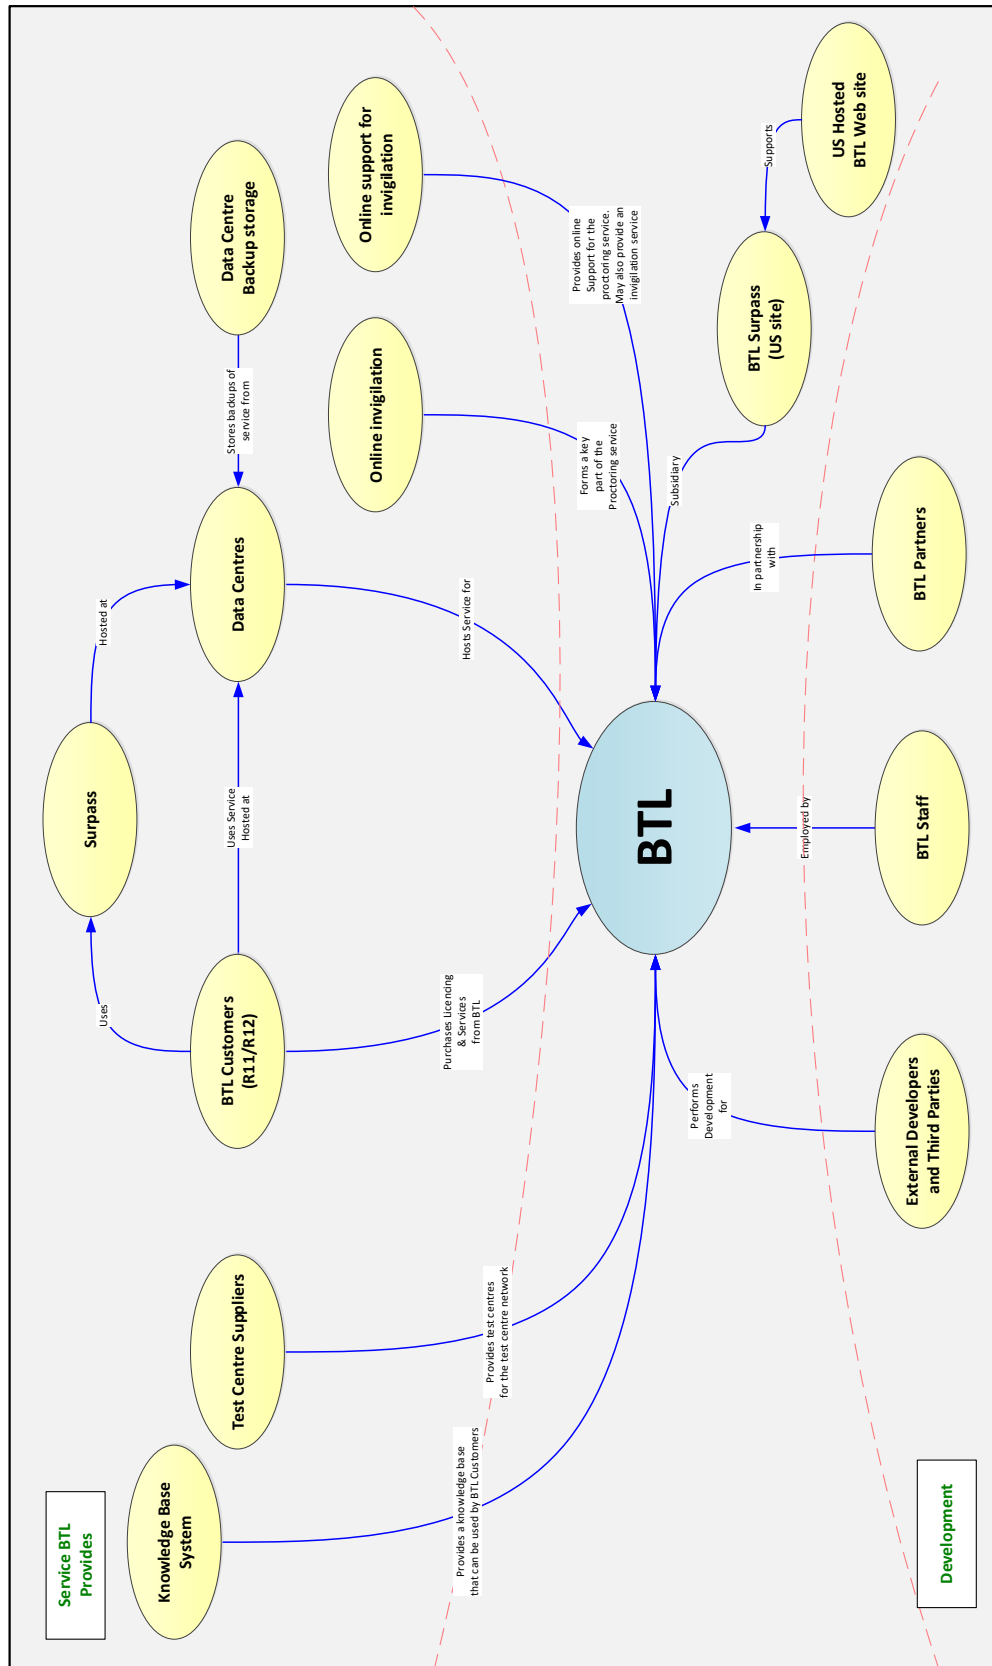 Service BTL
Provides
Knowledge Base
System
Test Centre Suppliers
BTL Customers
(R11/R12)
Surpass
Data Centres
Data Centre
Backup storage
Online invigilation
Online support for
invigilation
Uses
Hosted at
Uses Service
Hosted at
Stores backups of
service from
Provides a knowledge base
that can be used by BTL Customers
Provides test centres
for the test centre network
Purchases Licencing
& Services
from BTL
Hosts Service for
Forms a key
part of the
Proctoring service
Provides online
Support for the
proctoring service.
May also provide an
invigilation service
BTL
Performs
Development
for
Employed by
In partnership
with
Subsidiary
BTL Surpass
(US site)
Supports
US Hosted
BTL Web site
External Developers
and Third Parties
BTL Staff
BTL Partners
Development